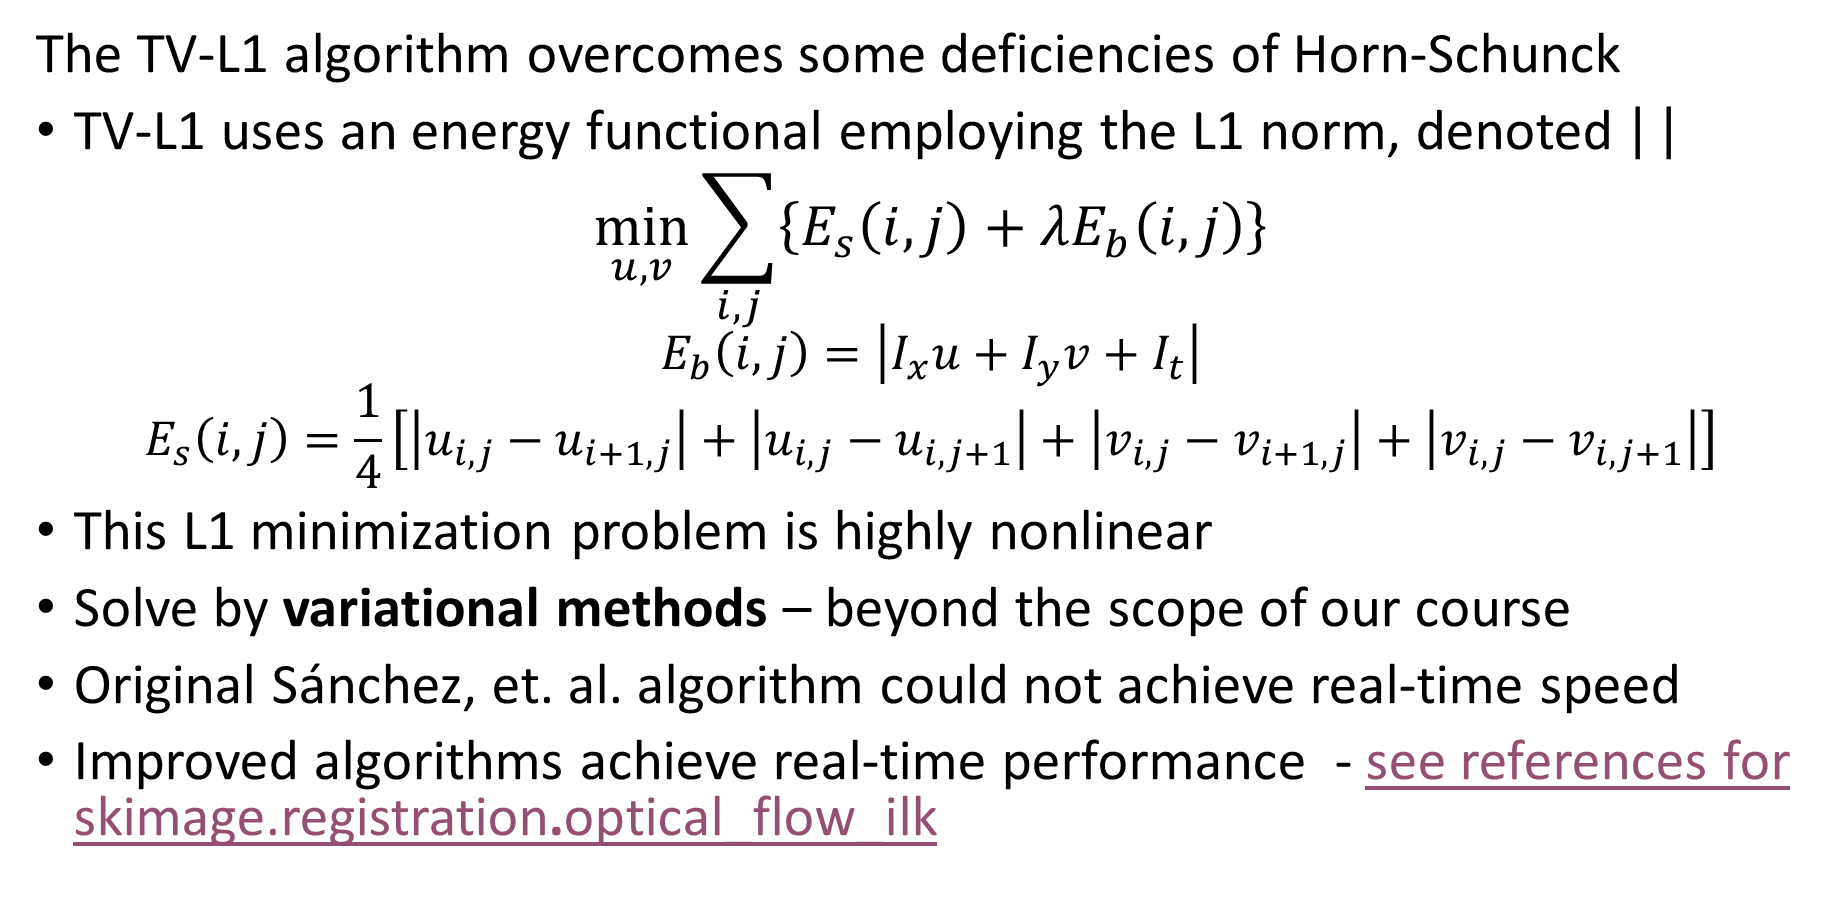 The TV-L1 algorithm overcomes some deficiencies of Horn-Schunck
• TV-L1 uses an energy functional employing the L1 norm, denoted | |
min_{u,v} ∑_{i,j} {E_s(i,j) + λE_b(i,j)}
E_b(i,j) = |I_x u + I_y v + I_t|
E_s(i,j) = 1/4 [|u_{i,j} − u_{i+1,j}| + |u_{i,j} − u_{i,j+1}| + |v_{i,j} − v_{i+1,j}| + |v_{i,j} − v_{i,j+1}|]
• This L1 minimization problem is highly nonlinear
• Solve by variational methods – beyond the scope of our course
• Original Sánchez, et. al. algorithm could not achieve real-time speed
• Improved algorithms achieve real-time performance - see references for
skimage.registration.optical_flow_ilk